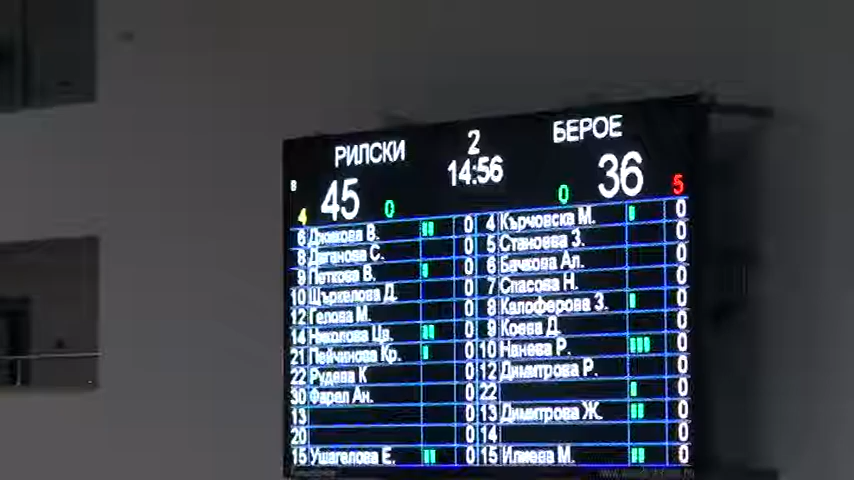 РИЛСКИ 2 БЕРОЕ
14:56
В 45 0 0 36 5
4
6 Джикова В. 0 4 Кърчовска М. 0
8 Даганова С. 0 5 Станоева З. 0
9 Петкова В. 0 6 Бачкова Ал. 0
10 Щъркелова Д. 0 7 Спасова Н. 0
12 Гелова М. 0 8 Калоферова З. 0
14 Николова Цв. 0 9 Коева Д. 0
21 Пейчинова Кр. 0 10 Нанева Р. 0
22 Рудева К 0 12 Димитрова Р. 0
30 Фарел Ан. 0 22 0
13 0 13 Димитрова Ж. 0
20 0 14 0
15 Ушагелова Е. 0 15 Илиева М. 0